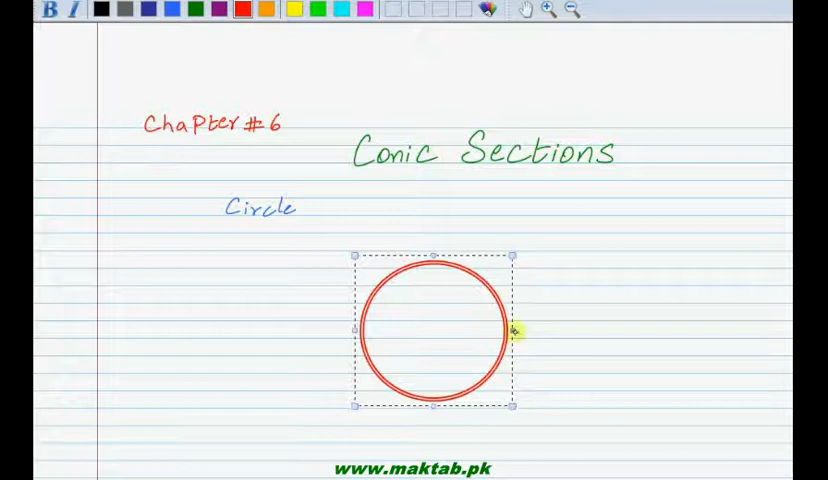 B I
Chapter # 6
Conic Sections
Circle
www.maktab.pk